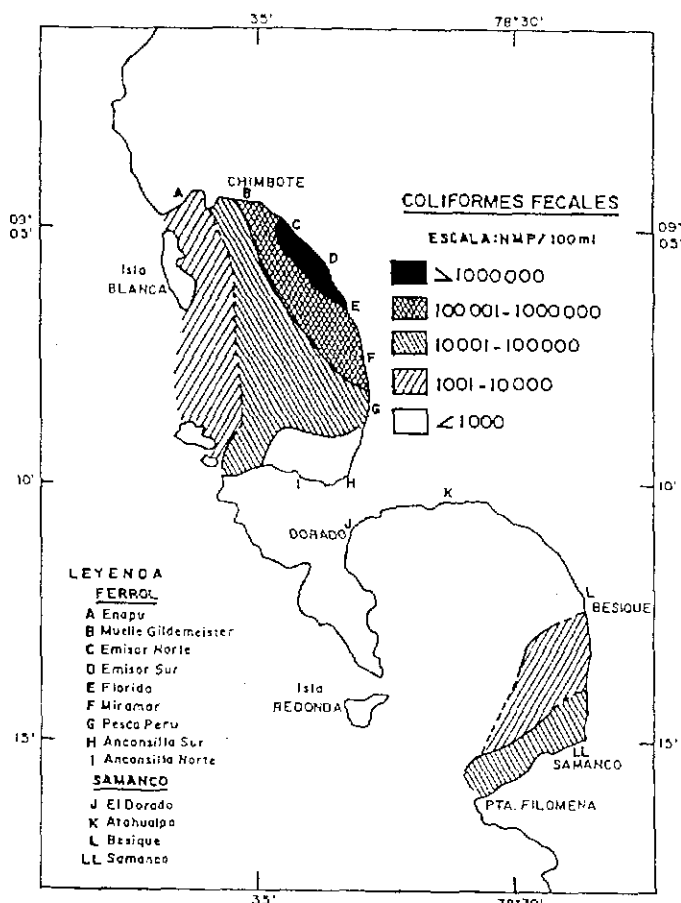 35'
78°30'
A
CHIMBOTE
B
09°
05'
C
D
Isla
BLANCA
E
F
G
COLIFORMES FECALES
ESCALA:NMP/100ml
>1000000
100001-1000000
10001-100000
1001-10000
<1000
09°
05'
10'
I
H
K
10'
DORADO
J
L
BESIQUE
Isla
REDONDA
15'
LL
SAMANCO
15'
PTA. FILOMENA
LEYENDA
FERROL
A Enapu
B Muelle Gildemeister
C Emisor Norte
D Emisor Sur
E Florida
F Miramar
G Pesca Peru
H Anconsilla Sur
I Anconsilla Norte
SAMANCO
J El Dorado
K Atahualpa
L Besique
LL Samanco
35'
78°30'